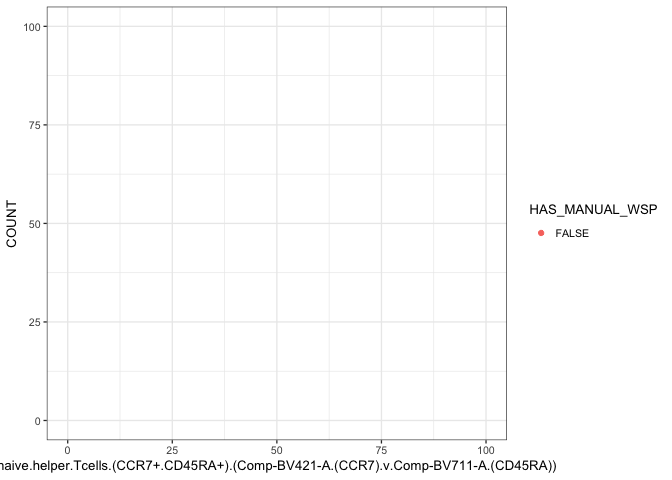 100
75
50
25
0
COUNT
0 25 50 75 100
naive.helper.Tcells.(CCR7+.CD45RA+).(Comp-BV421-A.(CCR7).v.Comp-BV711-A.(CD45RA))
HAS_MANUAL_WSP
FALSE